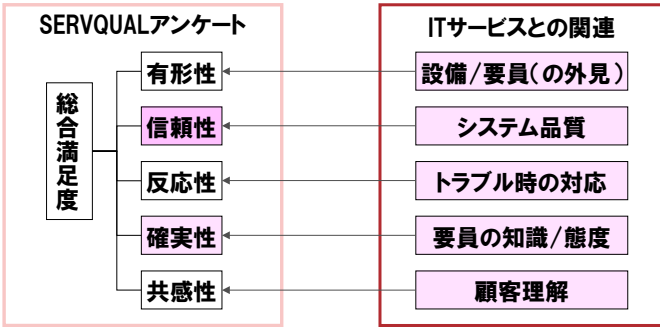 SERVQUALアンケート
総合満足度
有形性
信頼性
反応性
確実性
共感性
ITサービスとの関連
設備/要員(の外見)
システム品質
トラブル時の対応
要員の知識/態度
顧客理解